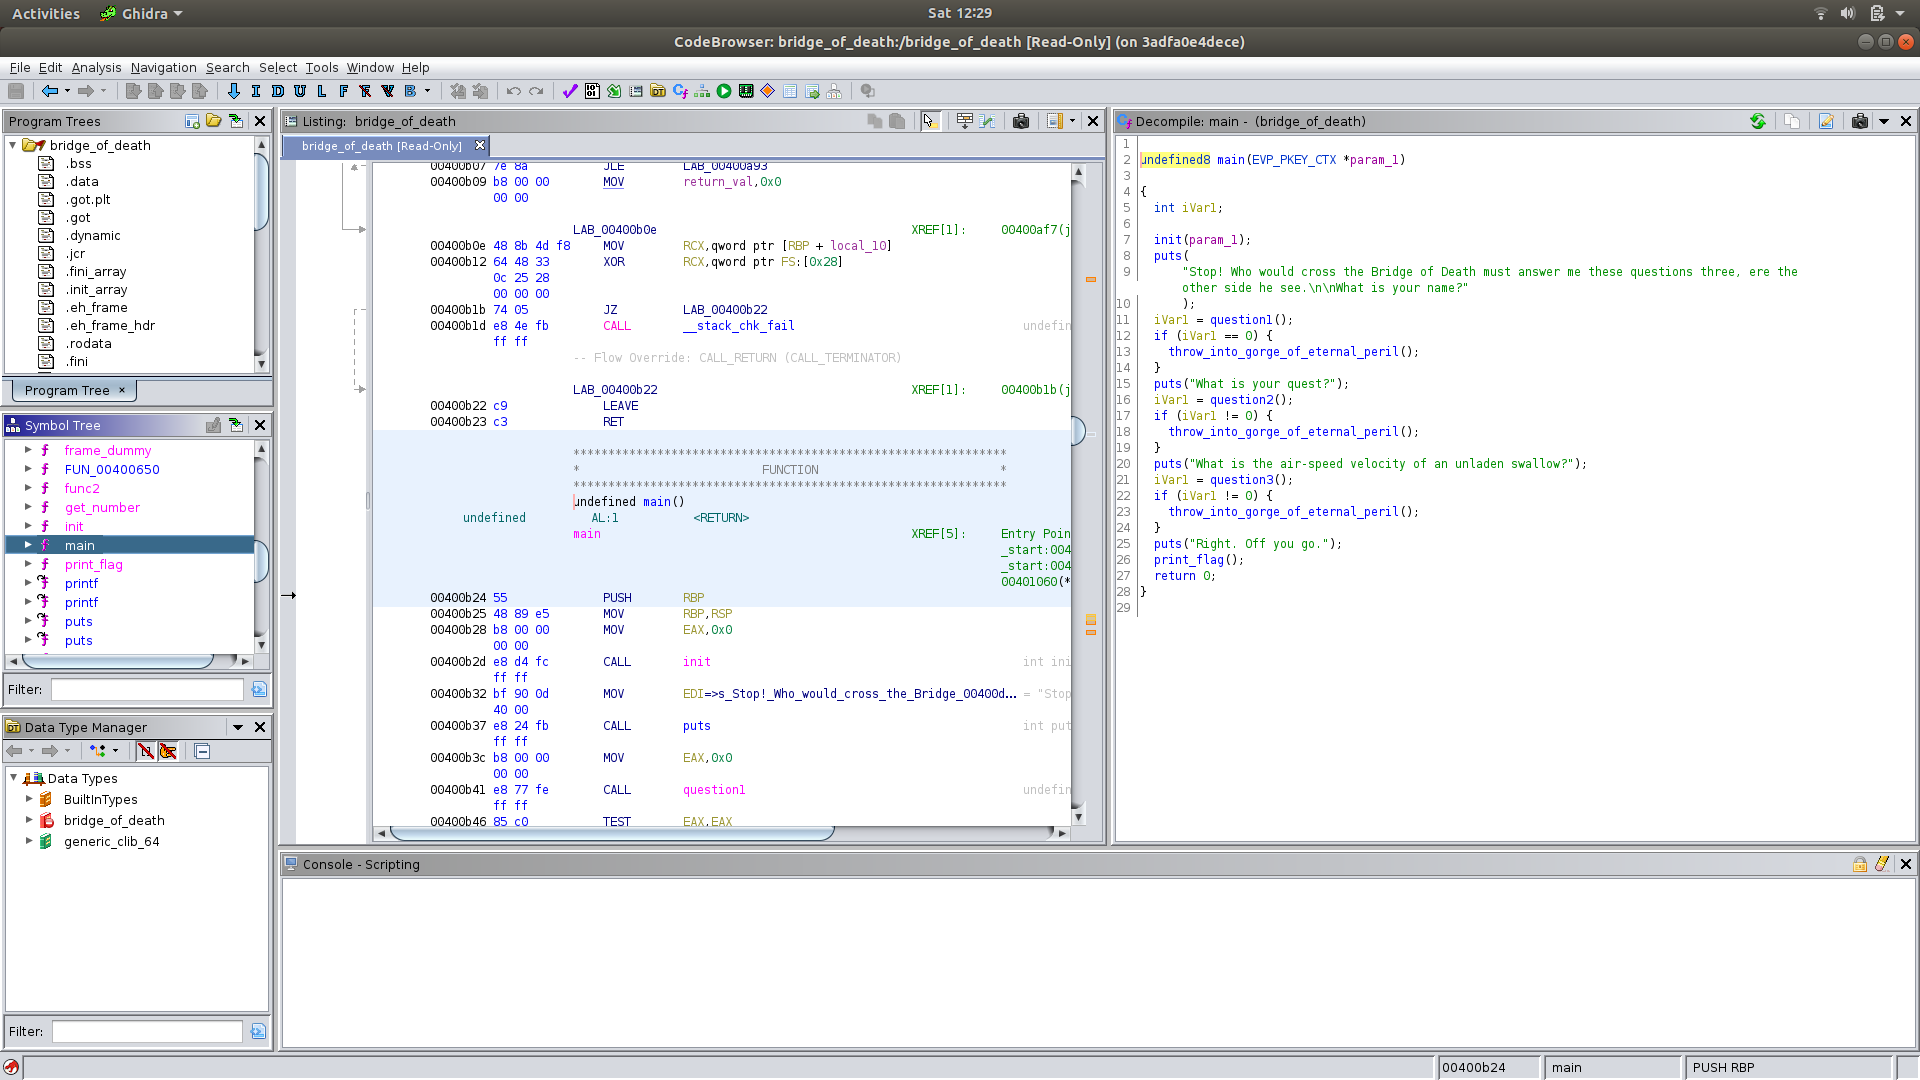 Activities Ghidra Sat 12:29
CodeBrowser: bridge_of_death:/bridge_of_death [Read-Only] (on 3adfa0e4dece)
File Edit Analysis Navigation Search Select Tools Window Help
I D U L F B
Program Trees
bridge_of_death
.bss
.data
.got.plt
.got
.dynamic
.jcr
.fini_array
.init_array
.eh_frame
.eh_frame_hdr
.rodata
.fini
Program Tree ×
Symbol Tree
f frame_dummy
f FUN_00400650
f func2
f get_number
f init
f main
f print_flag
f printf
f printf
f puts
f puts
Filter:
Data Type Manager
Data Types
BuiltInTypes
bridge_of_death
generic_clib_64
Filter:
Listing: bridge_of_death
bridge_of_death [Read-Only]
00400b07 7e 8a JLE LAB_00400a93
00400b09 b8 00 00 MOV return_val,0x0
00 00
LAB_00400b0e XREF[1]: 00400af7(j
00400b0e 48 8b 4d f8 MOV RCX,qword ptr [RBP + local_10]
00400b12 64 48 33 XOR RCX,qword ptr FS:[0x28]
0c 25 28
00 00 00
00400b1b 74 05 JZ LAB_00400b22
00400b1d e8 4e fb CALL __stack_chk_fail undefin
ff ff
-- Flow Override: CALL_RETURN (CALL_TERMINATOR)
LAB_00400b22 XREF[1]: 00400b1b(j
00400b22 c9 LEAVE
00400b23 c3 RET
**************************************************************
* FUNCTION *
**************************************************************
undefined main()
undefined AL:1 <RETURN>
main XREF[5]: Entry Poin
_start:004
_start:004
00401060(*
00400b24 55 PUSH RBP
00400b25 48 89 e5 MOV RBP,RSP
00400b28 b8 00 00 MOV EAX,0x0
00 00
00400b2d e8 d4 fc CALL init int ini
ff ff
00400b32 bf 90 0d MOV EDI=>s_Stop!_Who_would_cross_the_Bridge_00400d... = "Stop
40 00
00400b37 e8 24 fb CALL puts int put
ff ff
00400b3c b8 00 00 MOV EAX,0x0
00 00
00400b41 e8 77 fe CALL question1 undefin
ff ff
00400b46 85 c0 TEST EAX,EAX
Decompile: main - (bridge_of_death)
1
2 undefined8 main(EVP_PKEY_CTX *param_1)
3
4 {
5 int iVar1;
6
7 init(param_1);
8 puts(
9 "Stop! Who would cross the Bridge of Death must answer me these questions three, ere the
other side he see.\n\nWhat is your name?"
10 );
11 iVar1 = question1();
12 if (iVar1 == 0) {
13 throw_into_gorge_of_eternal_peril();
14 }
15 puts("What is your quest?");
16 iVar1 = question2();
17 if (iVar1 != 0) {
18 throw_into_gorge_of_eternal_peril();
19 }
20 puts("What is the air-speed velocity of an unladen swallow?");
21 iVar1 = question3();
22 if (iVar1 != 0) {
23 throw_into_gorge_of_eternal_peril();
24 }
25 puts("Right. Off you go.");
26 print_flag();
27 return 0;
28 }
29
Console - Scripting
00400b24 main PUSH RBP